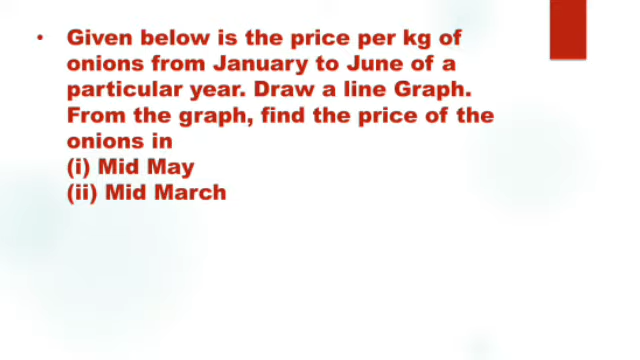 • Given below is the price per kg of
onions from January to June of a
particular year. Draw a line Graph.
From the graph, find the price of the
onions in
(i) Mid May
(ii) Mid March